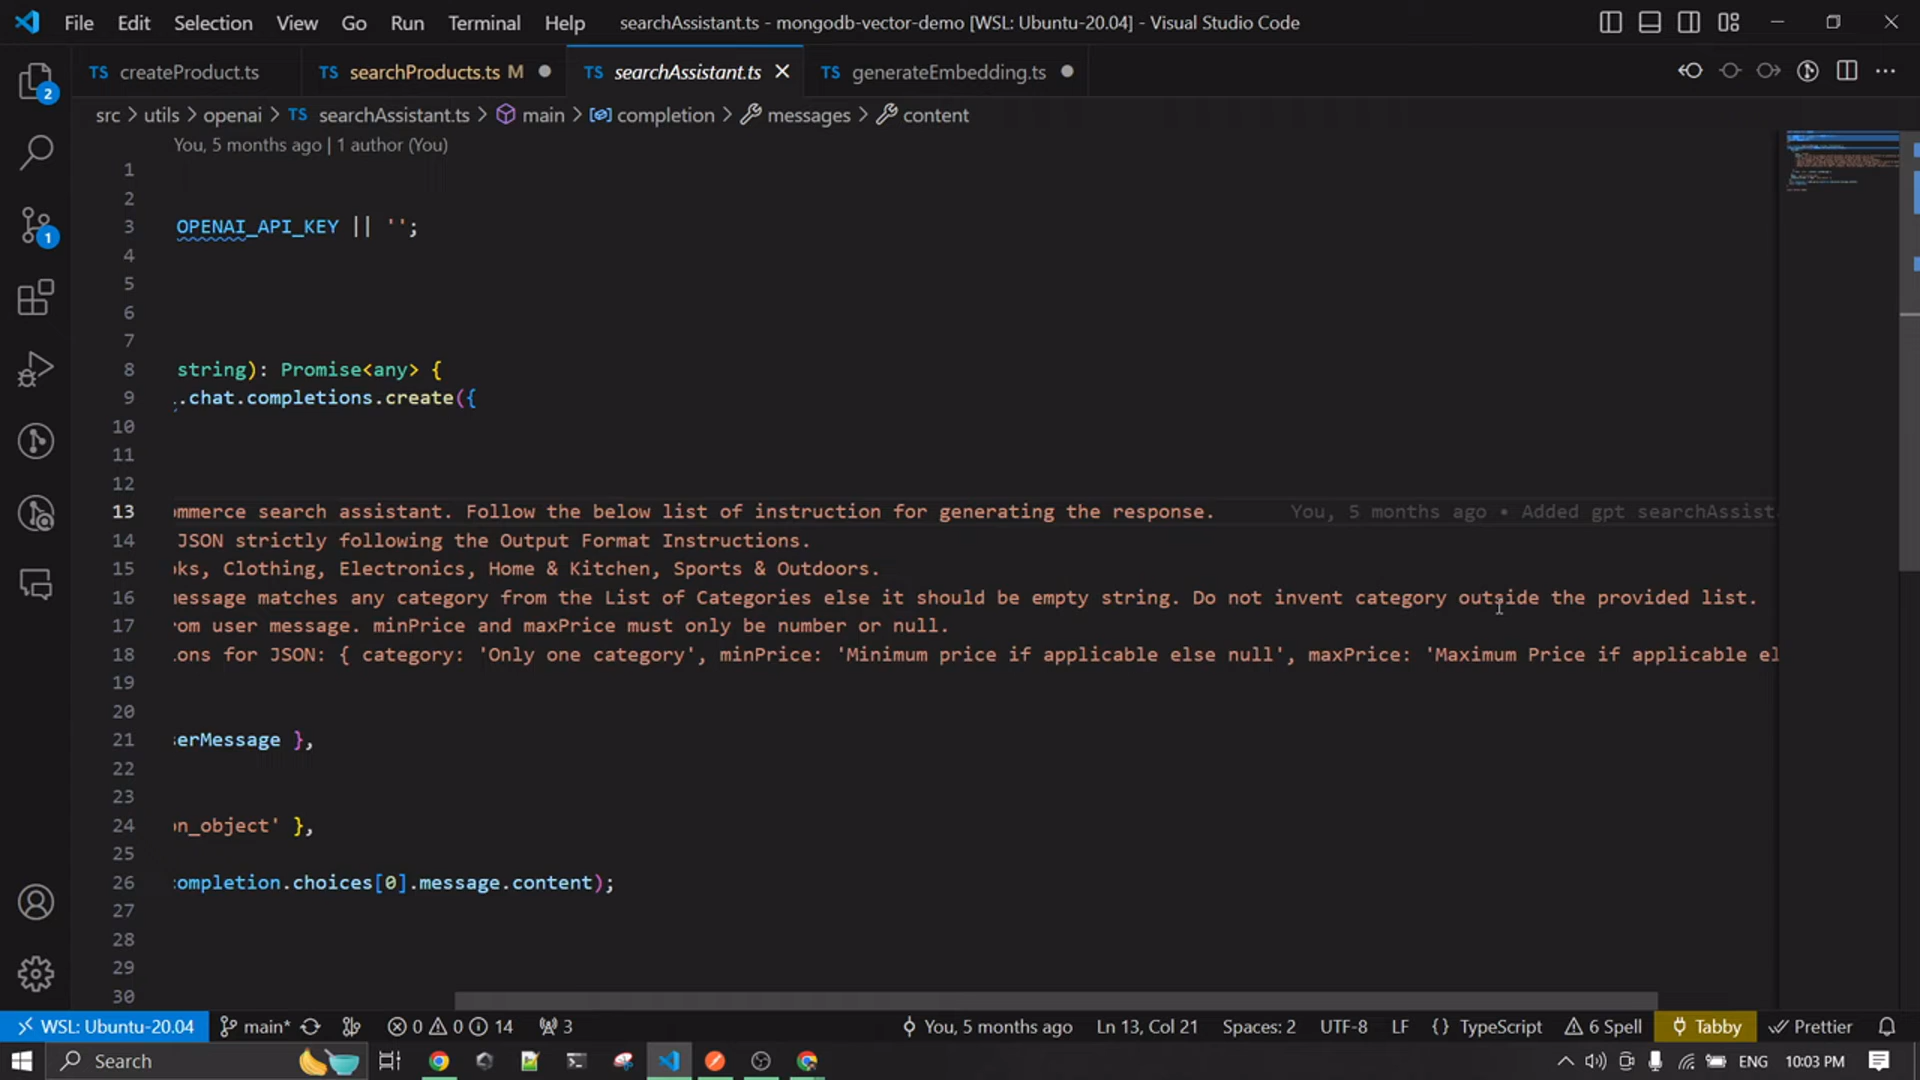 File Edit Selection View Go Run Terminal Help searchAssistant.ts - mongodb-vector-demo [WSL: Ubuntu-20.04] - Visual Studio Code
TS createProduct.ts TS searchProducts.ts M TS searchAssistant.ts TS generateEmbedding.ts
2
src > utils > openai > TS searchAssistant.ts > main > completion > messages > content
You, 5 months ago | 1 author (You)
1
2
3 OPENAI_API_KEY || '';
1
4
5
6
7
8 string): Promise<any> {
9 .chat.completions.create({
10
11
12
13 ommerce search assistant. Follow the below list of instruction for generating the response. You, 5 months ago • Added gpt searchAssist
14 JSON strictly following the Output Format Instructions.
15 oks, Clothing, Electronics, Home & Kitchen, Sports & Outdoors.
16 message matches any category from the List of Categories else it should be empty string. Do not invent category outside the provided list.
17 rom user message. minPrice and maxPrice must only be number or null.
18 ions for JSON: { category: 'Only one category', minPrice: 'Minimum price if applicable else null', maxPrice: 'Maximum Price if applicable el
19
20
21 serMessage },
22
23
24 on_object' },
25
26 completion.choices[0].message.content);
27
28
29
30
WSL: Ubuntu-20.04 main* 0 0 14 3 You, 5 months ago Ln 13, Col 21 Spaces: 2 UTF-8 LF {} TypeScript 6 Spell Tabby Prettier
Search ENG 10:03 PM